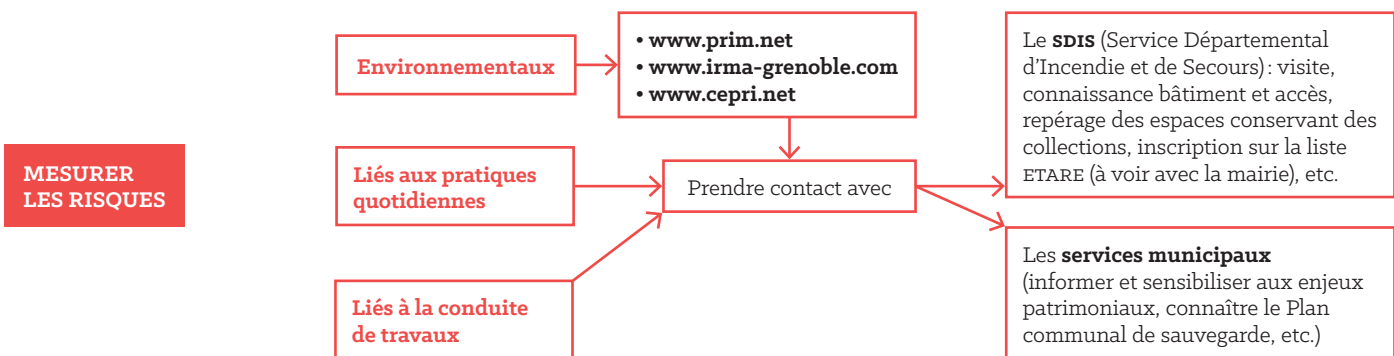 MESURER
LES RISQUES
Environnementaux
• www.prim.net
• www.irma-grenoble.com
• www.cepri.net
Liés aux pratiques
quotidiennes
Prendre contact avec
Liés à la conduite
de travaux
Le SDIS (Service Départemental
d'Incendie et de Secours) : visite,
connaissance bâtiment et accès,
repérage des espaces conservant des
collections, inscription sur la liste
ETARE (à voir avec la mairie), etc.
Les services municipaux
(informer et sensibiliser aux enjeux
patrimoniaux, connaître le Plan
communal de sauvegarde, etc.)